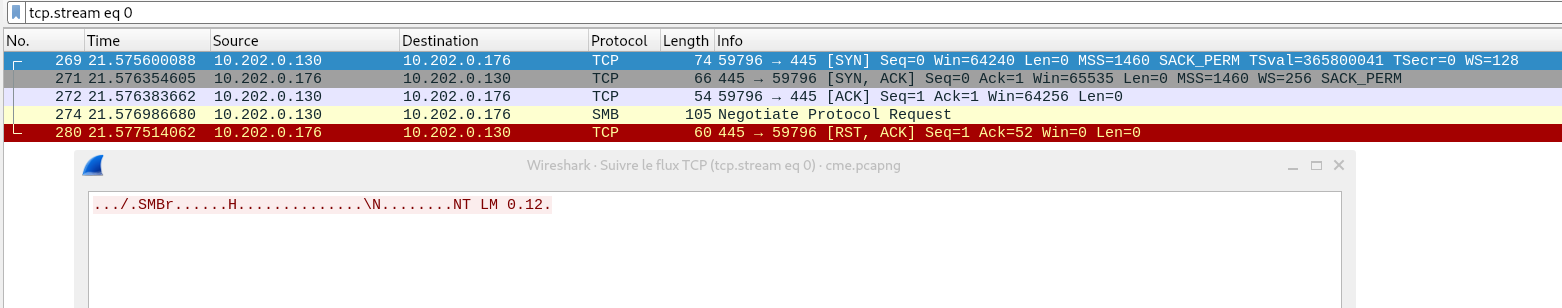 tcp.stream eq 0
No. Time Source Destination Protocol Length Info
269 21.575600088 10.202.0.130 10.202.0.176 TCP 74 59796 → 445 [SYN] Seq=0 Win=64240 Len=0 MSS=1460 SACK_PERM TSval=365800041 TSecr=0 WS=128
271 21.576354605 10.202.0.176 10.202.0.130 TCP 66 445 → 59796 [SYN, ACK] Seq=0 Ack=1 Win=65535 Len=0 MSS=1460 WS=256 SACK_PERM
272 21.576383662 10.202.0.130 10.202.0.176 TCP 54 59796 → 445 [ACK] Seq=1 Ack=1 Win=64256 Len=0
274 21.576986680 10.202.0.130 10.202.0.176 SMB 105 Negotiate Protocol Request
280 21.577514062 10.202.0.176 10.202.0.130 TCP 60 445 → 59796 [RST, ACK] Seq=1 Ack=52 Win=0 Len=0
Wireshark · Suivre le flux TCP (tcp.stream eq 0) · cme.pcapng
.../.SMBr......H..............\N........NT LM 0.12.